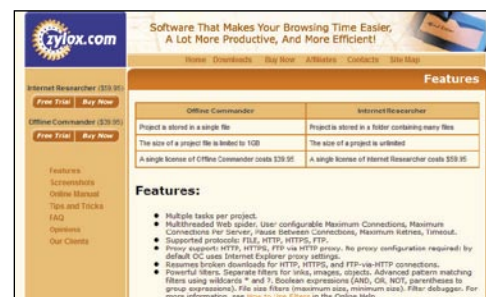 zylox.com
Software That Makes Your Browsing Time Easier,
A Lot More Productive, And More Efficient!
Home Downloads Buy Now Affiliates Contacts Site Map
Features
Internet Researcher ($59.95)
Free Trial Buy Now
Offline Commander ($39.95)
Free Trial Buy Now
Features
Screenshots
Online Manual
Tips and Tricks
FAQ
Opinions
Our Clients
Offline Commander Internet Researcher
Project is stored in a single file Project is stored in a folder containing many files
The size of a project file is limited to 1GB The size of a project is unlimited
A single license of Offline Commander costs $39.95 A single license of Internet Researcher costs $59.95
Features:
Multiple tasks per project.
Multithreaded Web spider. User configurable Maximum Connections, Maximum
Connections Per Server, Pause Between Connections, Maximum Retries, Timeout.
Supported protocols: FILE, HTTP, HTTPS, FTP.
Proxy support: HTTP, HTTPS, FTP via HTTP proxy. No proxy configuration required: by
default OC uses Internet Explorer proxy settings.
Resumes broken downloads for HTTP, HTTPS, and FTP-via-HTTP connections.
Powerful filters. Separate filters for links, images, objects. Advanced pattern matching
filters using wildcards * and ?. Boolean expressions (AND, OR, NOT, parentheses to
group expressions). File size filters (maximum size, minimum size). Filter debugger. For
more information, see How to Use Filters in the Online Help.